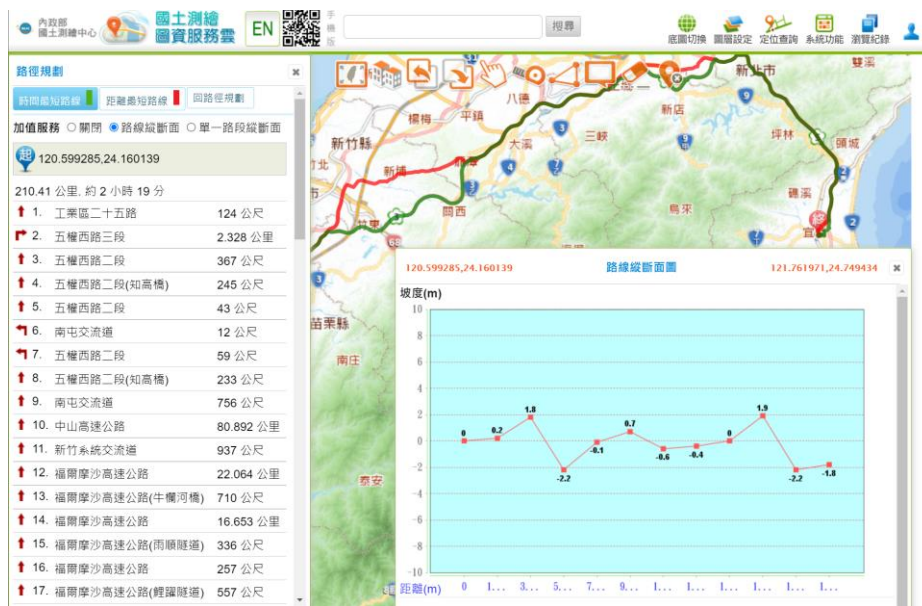 內政部
國土測繪中心
國土測繪
圖資服務雲
EN
手機版
搜尋
底圖切換 圖層設定 定位查詢 系統功能 瀏覽紀錄
路徑規劃
時間最短路線 距離最短路線 回路徑規劃
加值服務 關閉 路線縱斷面 單一路段縱斷面
起 120.599285,24.160139
210.41 公里, 約 2 小時 19 分
1. 工業區二十五路 124 公尺
2. 五權西路三段 2.328 公里
3. 五權西路二段 367 公尺
4. 五權西路二段(知高橋) 245 公尺
5. 五權西路二段 43 公尺
6. 南屯交流道 12 公尺
7. 五權西路二段 59 公尺
8. 五權西路二段(知高橋) 233 公尺
9. 南屯交流道 756 公尺
10. 中山高速公路 80.892 公里
11. 新竹系統交流道 937 公尺
12. 福爾摩沙高速公路 22.064 公里
13. 福爾摩沙高速公路(牛欄河橋) 710 公尺
14. 福爾摩沙高速公路 16.653 公里
15. 福爾摩沙高速公路(雨順隧道) 336 公尺
16. 福爾摩沙高速公路 257 公尺
17. 福爾摩沙高速公路(鯉躍隧道) 557 公尺
新北市
雙溪
八德
楊梅
平鎮
新店
新竹縣
大溪
三峽
坪林
頭城
新埔
關西
烏來
礁溪
終
苗栗縣
南庄
泰安
120.599285,24.160139 路線縱斷面圖 121.761971,24.749434
坡度(m)
10
8
6
4
2
0
-2
-4
-6
-8
-10
0 0.2 1.8 -2.2 -0.1 0.7 -0.6 -0.4 0 1.9 -2.2 -1.8
距離(m) 0 1... 3... 5... 7... 9... 1... 1... 1... 1... 1... 1...